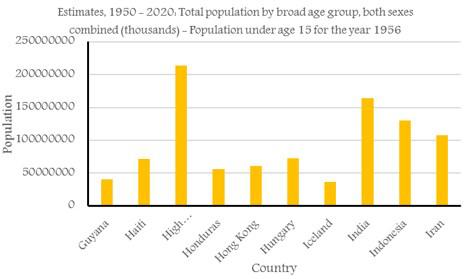 Estimates, 1950 - 2020: Total population by broad age group, both sexes
combined (thousands) - Population under age 15 for the year 1956
Population
250000000
200000000
150000000
100000000
50000000
0
Guyana
Haiti
High...
Honduras
Hong Kong
Hungary
Iceland
India
Indonesia
Iran
Country